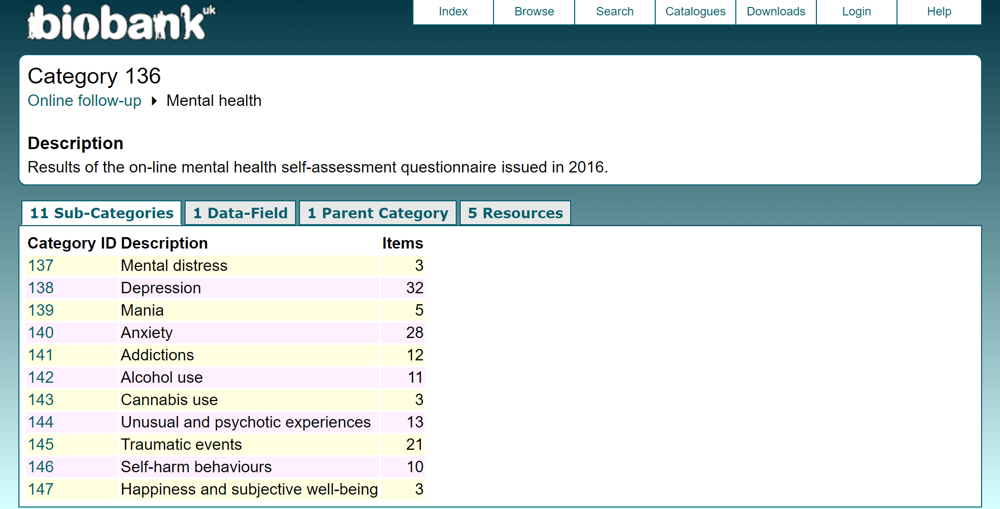 biobank uk
Index Browse Search Catalogues Downloads Login Help
Category 136
Online follow-up Mental health
Description
Results of the on-line mental health self-assessment questionnaire issued in 2016.
11 Sub-Categories 1 Data-Field 1 Parent Category 5 Resources
Category ID Description Items
137 Mental distress 3
138 Depression 32
139 Mania 5
140 Anxiety 28
141 Addictions 12
142 Alcohol use 11
143 Cannabis use 3
144 Unusual and psychotic experiences 13
145 Traumatic events 21
146 Self-harm behaviours 10
147 Happiness and subjective well-being 3